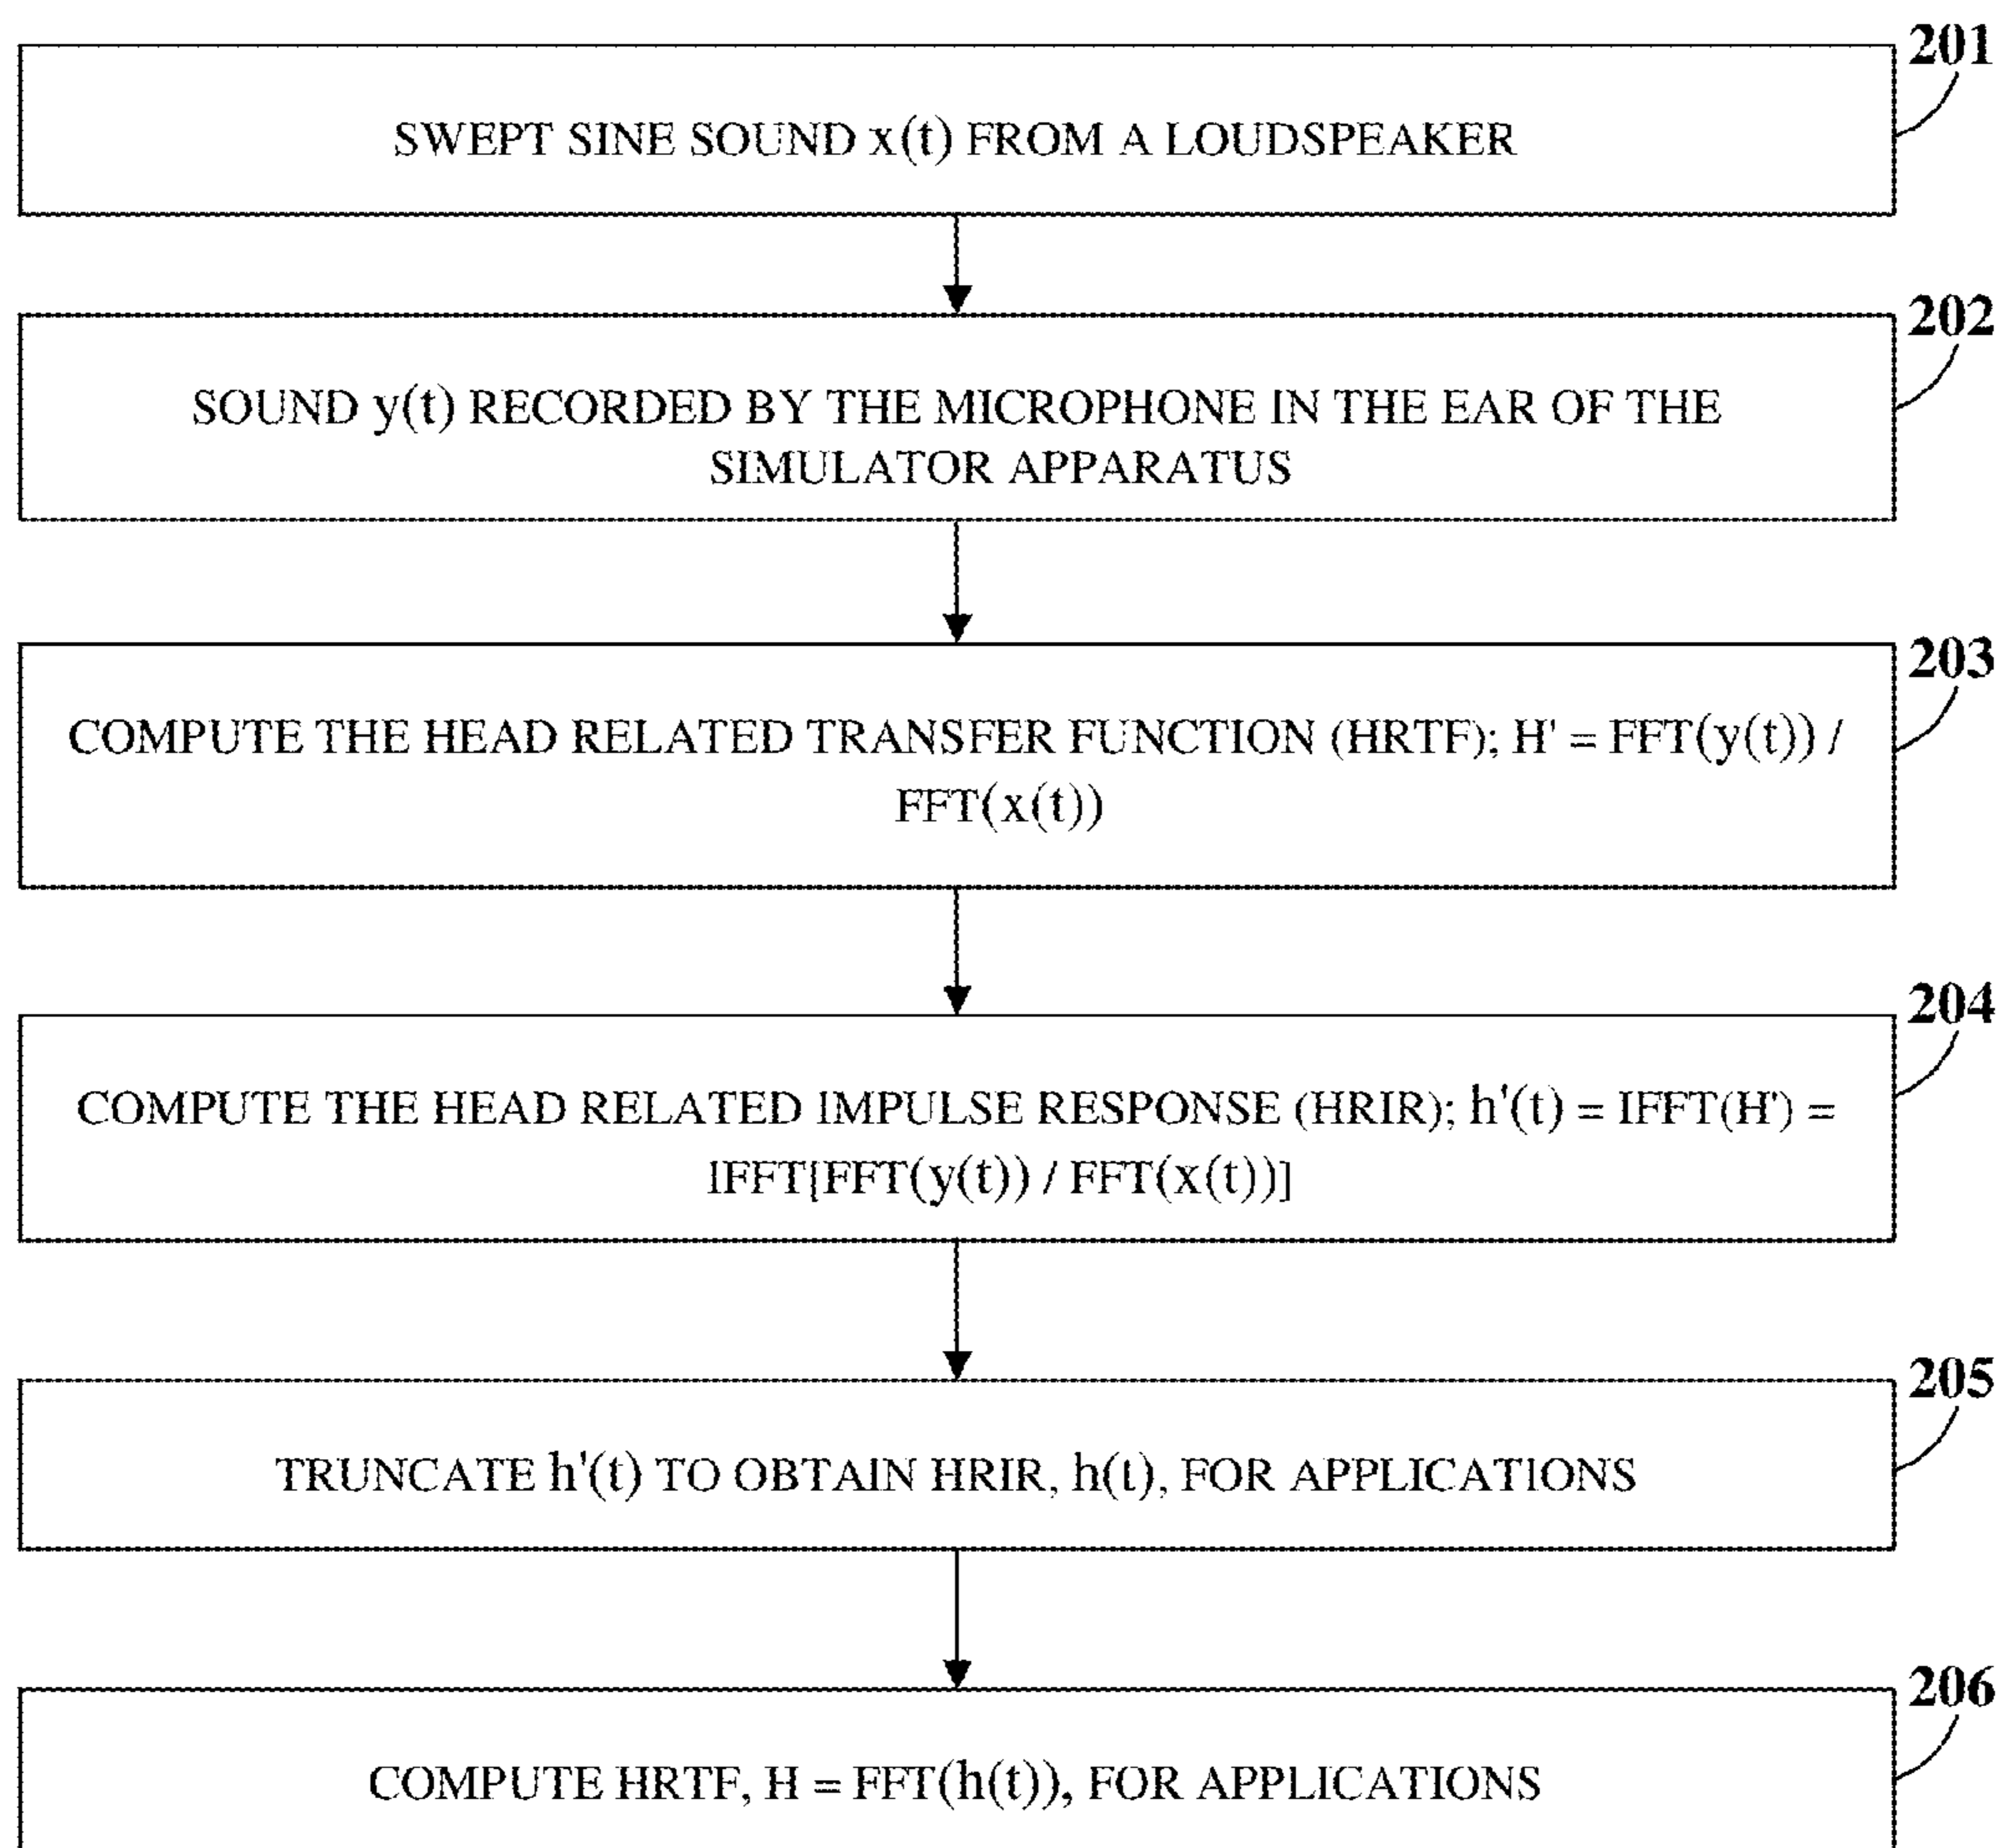 201
SWEPT SINE SOUND x(t) FROM A LOUDSPEAKER
202
SOUND y(t) RECORDED BY THE MICROPHONE IN THE EAR OF THE
SIMULATOR APPARATUS
203
COMPUTE THE HEAD RELATED TRANSFER FUNCTION (HRTF); H' = FFT(y(t)) /
FFT(x(t))
204
COMPUTE THE HEAD RELATED IMPULSE RESPONSE (HRIR); h'(t) = IFFT(H') =
IFFT[FFT(y(t)) / FFT(x(t))]
205
TRUNCATE h'(t) TO OBTAIN HRIR, h(t), FOR APPLICATIONS
206
COMPUTE HRTF, H = FFT(h(t)), FOR APPLICATIONS